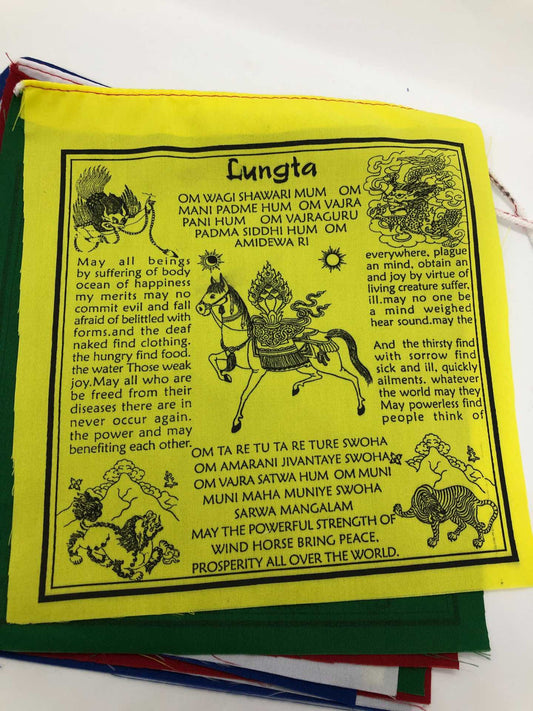 Lungta
OM WAGI SHAWARI MUM OM
MANI PADME HUM OM VAJRA
PANI HUM OM VAJRAGURU
PADMA SIDDHI HUM OM
AMIDEWA RI
May all beings everywhere, plague
by suffering of body an mind, obtain an
ocean of happiness and joy by virtue of
my merits may no living creature suffer,
commit evil and fall ill.may no one be
afraid of belittled with a mind weighed
forms.and the deaf hear sound.may the
naked find clothing.
the hungry find food. And the thirsty find
the water Those weak with sorrow find
joy.May all who are sick and ill, quickly
be freed from their ailments. whatever
diseases there are in the world may they
never occur again. May powerless find
the power and may people think of
benefiting each other.
OM TA RE TU TA RE TURE SWOHA
OM AMARANI JIVANTAYE SWOHA
OM VAJRA SATWA HUM OM MUNI
MUNI MAHA MUNIYE SWOHA
SARWA MANGALAM
MAY THE POWERFUL STRENGTH OF
WIND HORSE BRING PEACE,
PROSPERITY ALL OVER THE WORLD.